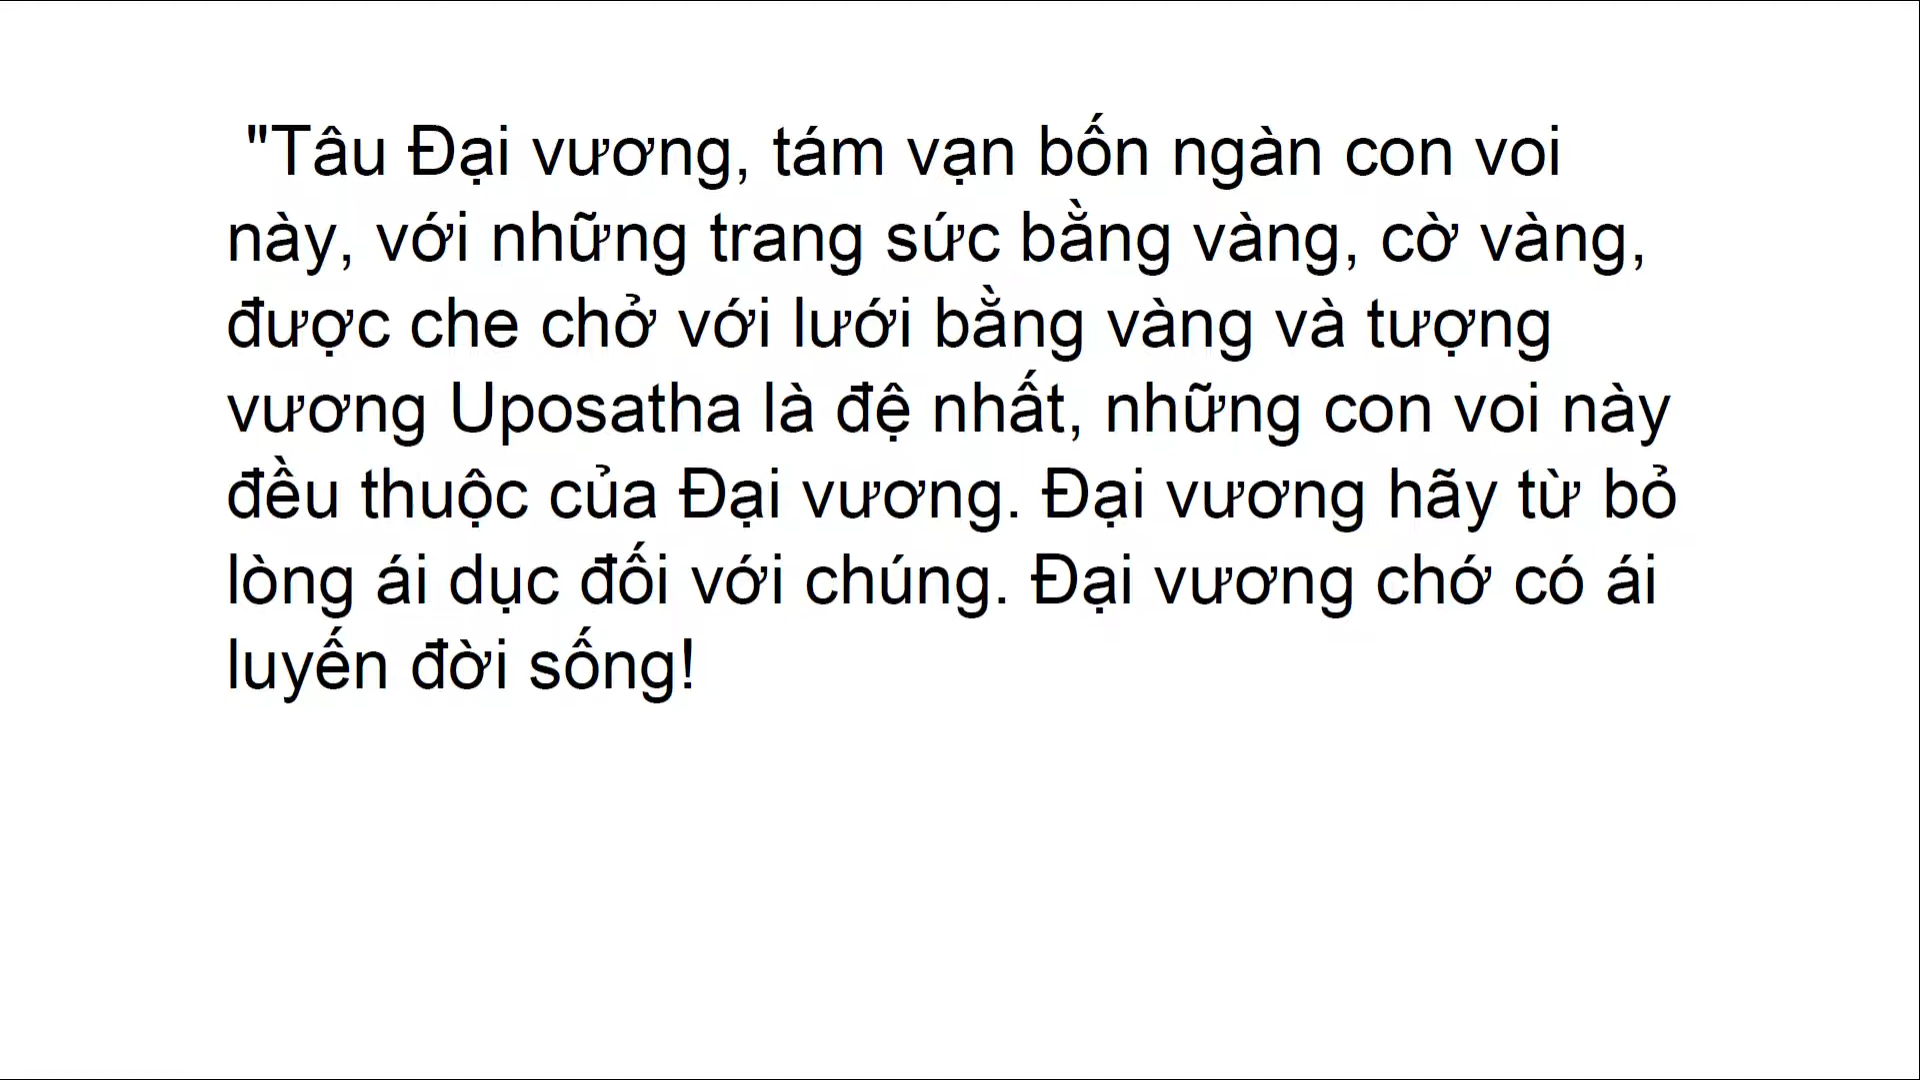 "Tâu Đại vương, tám vạn bốn ngàn con voi
này, với những trang sức bằng vàng, cờ vàng,
được che chở với lưới bằng vàng và tượng
vương Uposatha là đệ nhất, những con voi này
đều thuộc của Đại vương. Đại vương hãy từ bỏ
lòng ái dục đối với chúng. Đại vương chớ có ái
luyến đời sống!